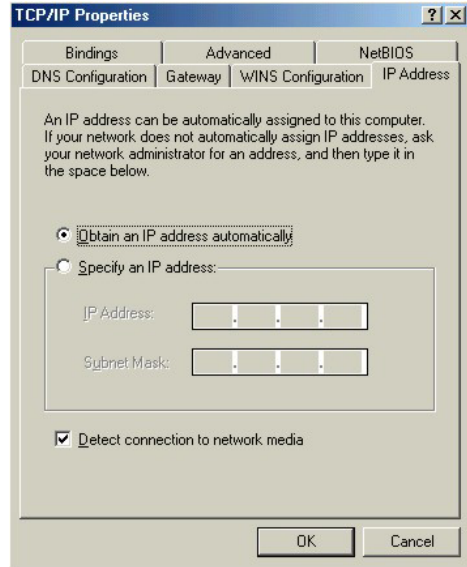 TCP/IP Properties
? ×
Bindings Advanced NetBIOS
DNS Configuration Gateway WINS Configuration IP Address
An IP address can be automatically assigned to this computer.
If your network does not automatically assign IP addresses, ask
your network administrator for an address, and then type it in
the space below.
Obtain an IP address automatically
Specify an IP address:
IP Address:
. . .
Subnet Mask:
. . .
Detect connection to network media
OK Cancel